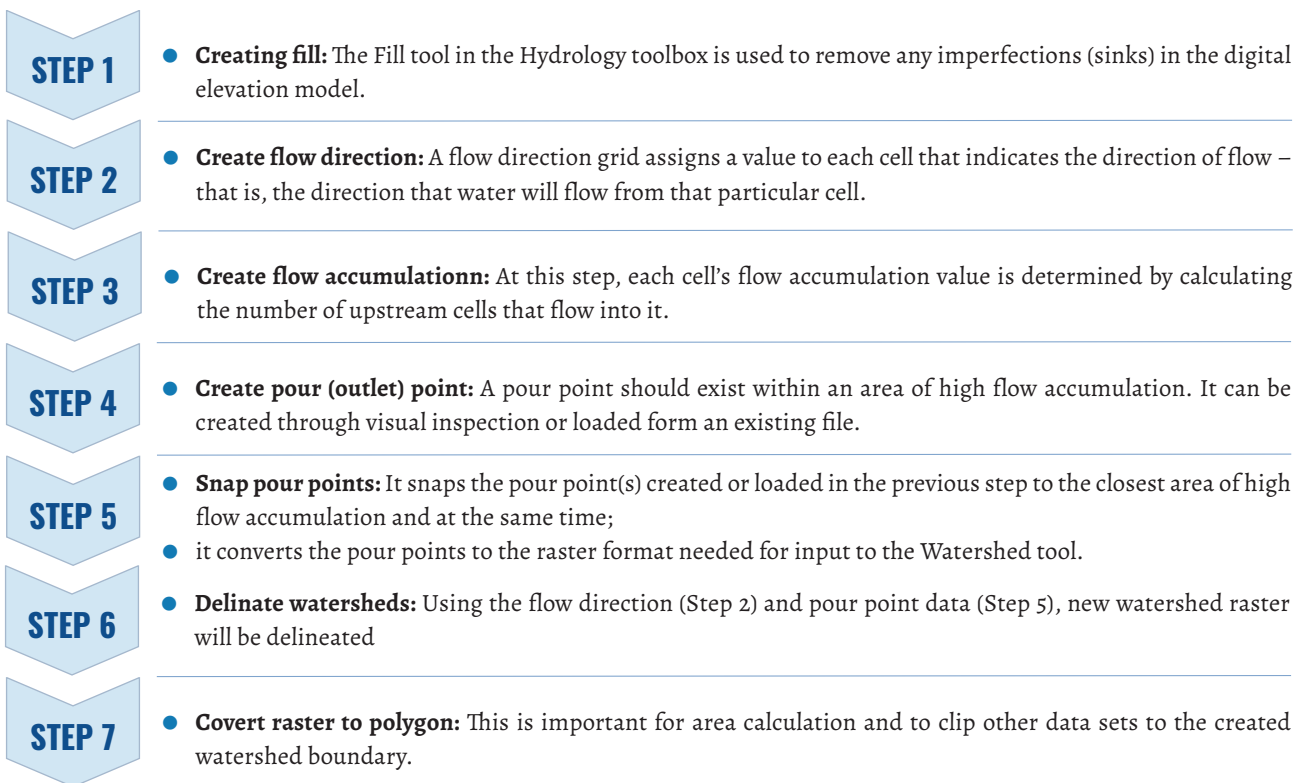 STEP 1
• Creating fill: The Fill tool in the Hydrology toolbox is used to remove any imperfections (sinks) in the digital
elevation model.
STEP 2
• Create flow direction: A flow direction grid assigns a value to each cell that indicates the direction of flow –
that is, the direction that water will flow from that particular cell.
STEP 3
• Create flow accumulationn: At this step, each cell’s flow accumulation value is determined by calculating
the number of upstream cells that flow into it.
STEP 4
• Create pour (outlet) point: A pour point should exist within an area of high flow accumulation. It can be
created through visual inspection or loaded form an existing file.
STEP 5
• Snap pour points: It snaps the pour point(s) created or loaded in the previous step to the closest area of high
flow accumulation and at the same time;
• it converts the pour points to the raster format needed for input to the Watershed tool.
STEP 6
• Delinate watersheds: Using the flow direction (Step 2) and pour point data (Step 5), new watershed raster
will be delineated
STEP 7
• Covert raster to polygon: This is important for area calculation and to clip other data sets to the created
watershed boundary.